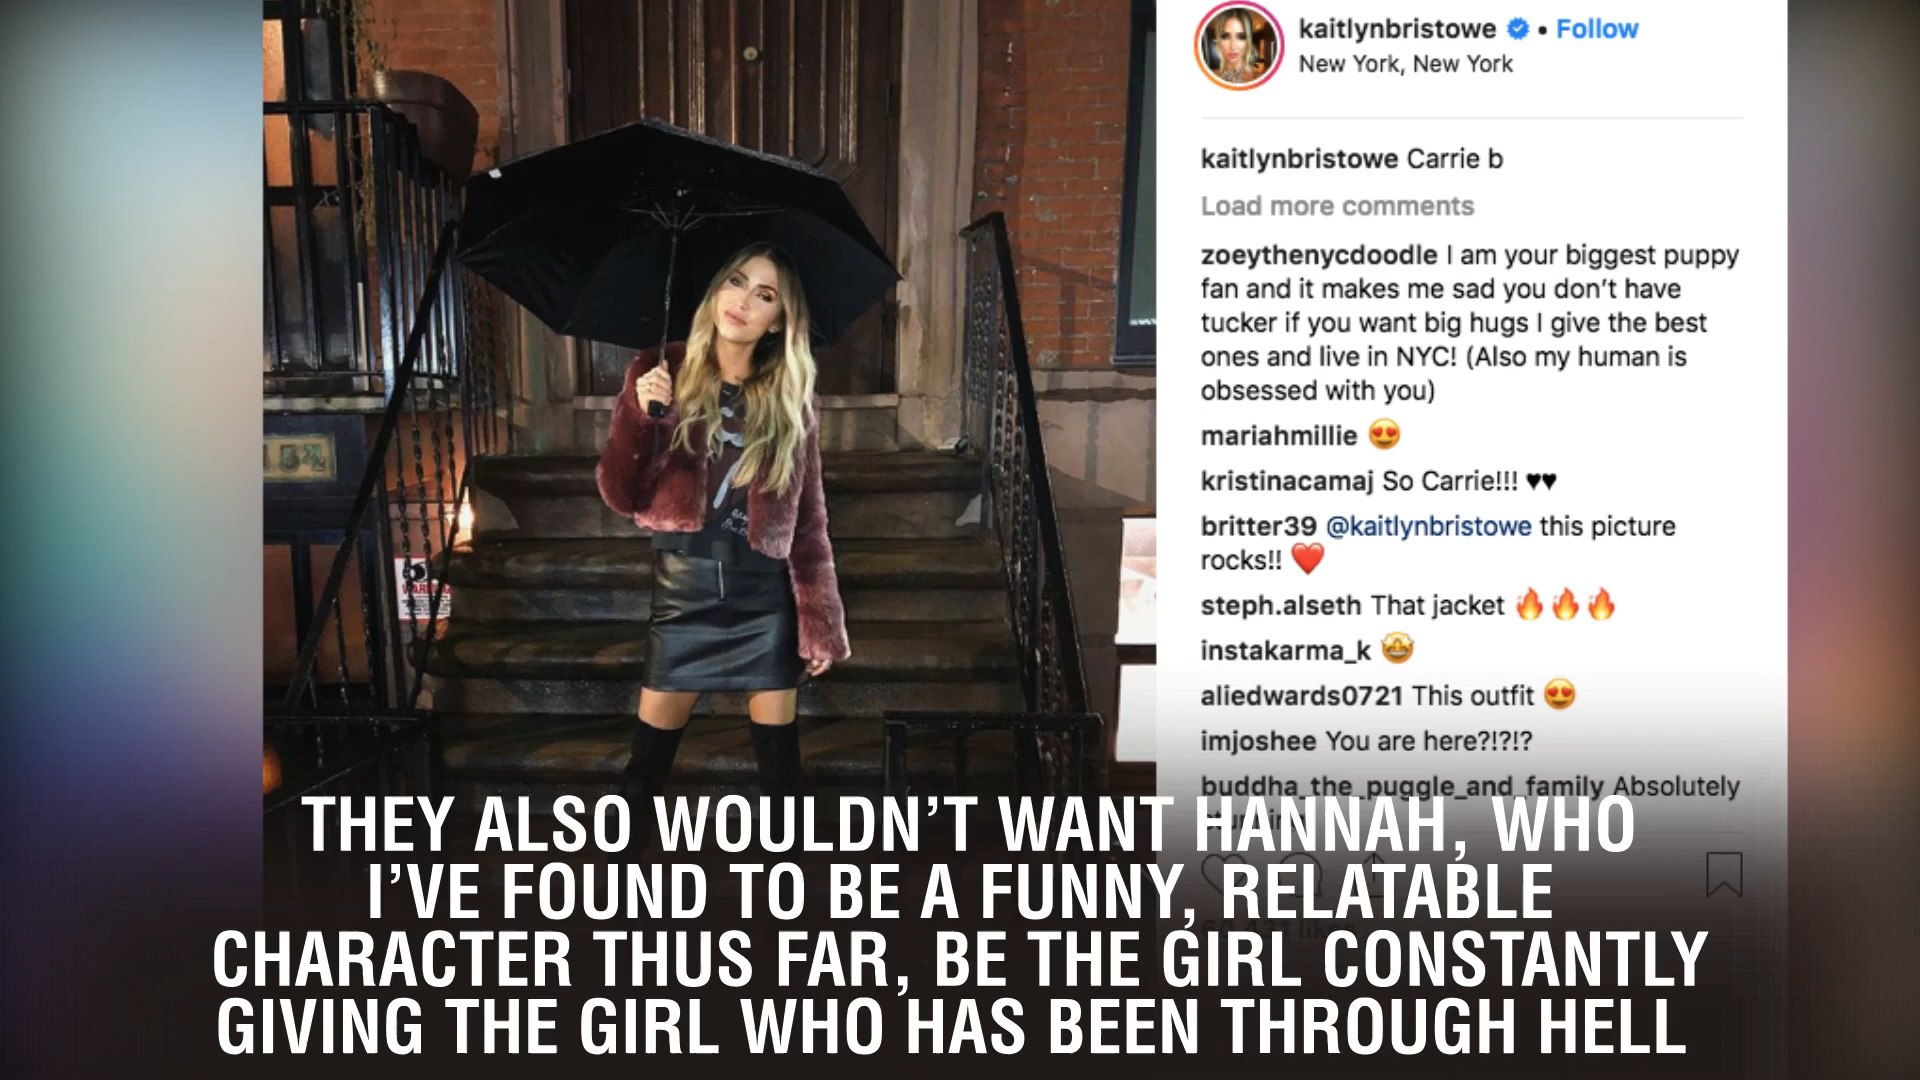 kaitlynbristowe • Follow
New York, New York
kaitlynbristowe Carrie b
Load more comments
zoeythenycdoodle I am your biggest puppy
fan and it makes me sad you don't have
tucker if you want big hugs I give the best
ones and live in NYC! (Also my human is
obsessed with you)
mariahmillie 😍
kristinacamaj So Carrie!!! ♥♥
britter39 @kaitlynbristowe this picture
rocks!! ❤️
steph.alseth That jacket 🔥🔥🔥
instakarma_k 🤩
aliedwards0721 This outfit 😍
imjoshee You are here?!?!?
buddha_the_puggle_and_family Absolutely
THEY ALSO WOULDN'T WANT HANNAH, WHO
I'VE FOUND TO BE A FUNNY, RELATABLE
CHARACTER THUS FAR, BE THE GIRL CONSTANTLY
GIVING THE GIRL WHO HAS BEEN THROUGH HELL